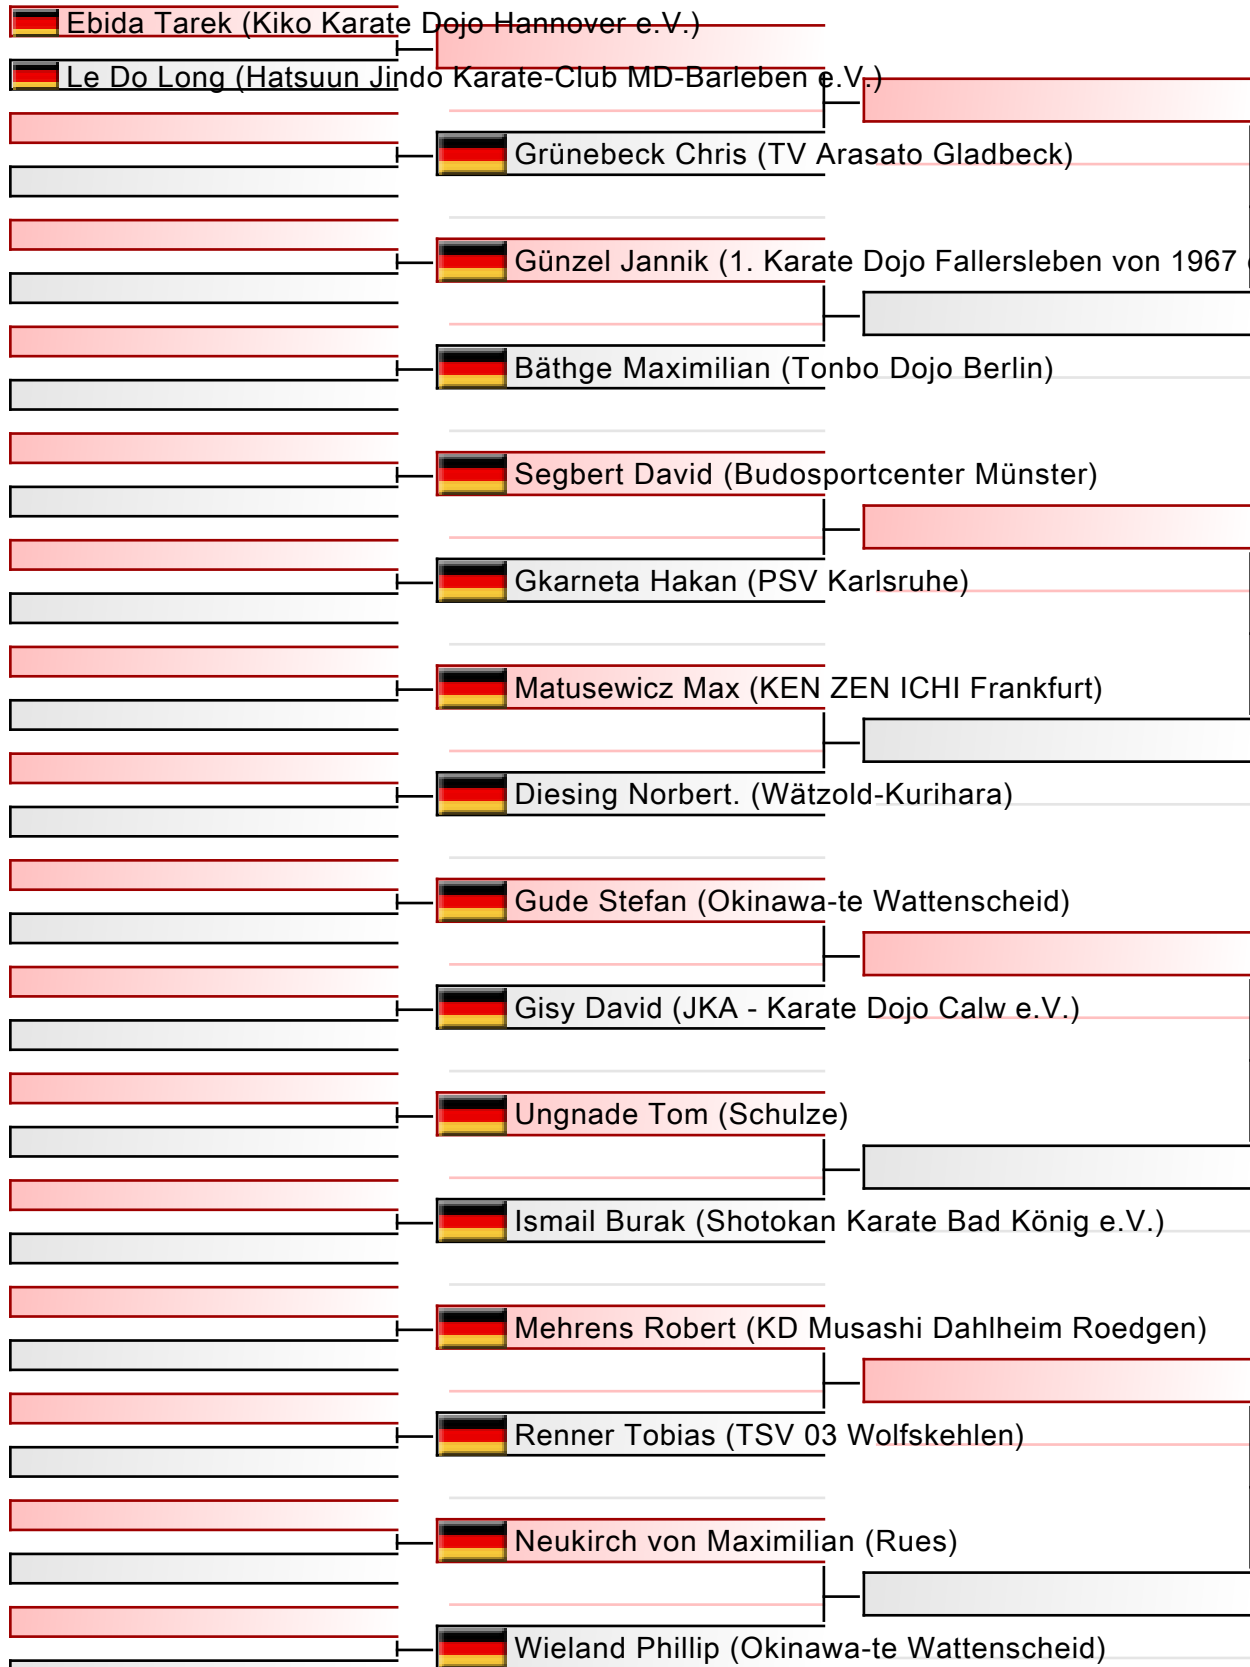 Ebida Tarek (Kiko Karate Dojo Hannover e.V.)
Le Do Long (Hatsuun Jindo Karate-Club MD-Barleben e.V.)
Grünebeck Chris (TV Arasato Gladbeck)
Günzel Jannik (1. Karate Dojo Fallersleben von 1967
Bäthge Maximilian (Tonbo Dojo Berlin)
Segbert David (Budosportcenter Münster)
Gkarneta Hakan (PSV Karlsruhe)
Matusewicz Max (KEN ZEN ICHI Frankfurt)
Diesing Norbert. (Wätzold-Kurihara)
Gude Stefan (Okinawa-te Wattenscheid)
Gisy David (JKA - Karate Dojo Calw e.V.)
Ungnade Tom (Schulze)
Ismail Burak (Shotokan Karate Bad König e.V.)
Mehrens Robert (KD Musashi Dahlheim Roedgen)
Renner Tobias (TSV 03 Wolfskehlen)
Neukirch von Maximilian (Rues)
Wieland Phillip (Okinawa-te Wattenscheid)